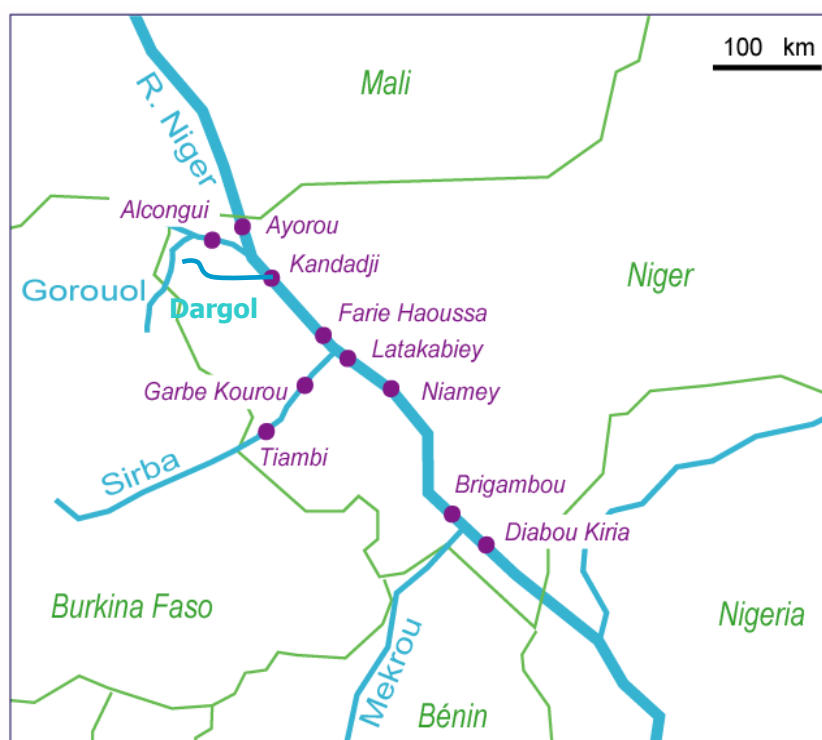 100 km
Mali
R. Niger
Alcongui
Ayorou
Kandadji
Niger
Gorouol
Dargol
Farie Haoussa
Latakabiey
Garbe Kourou
Niamey
Tiambi
Sirba
Brigambou
Diabou Kiria
Burkina Faso
Nigeria
Mekrou
Bénin